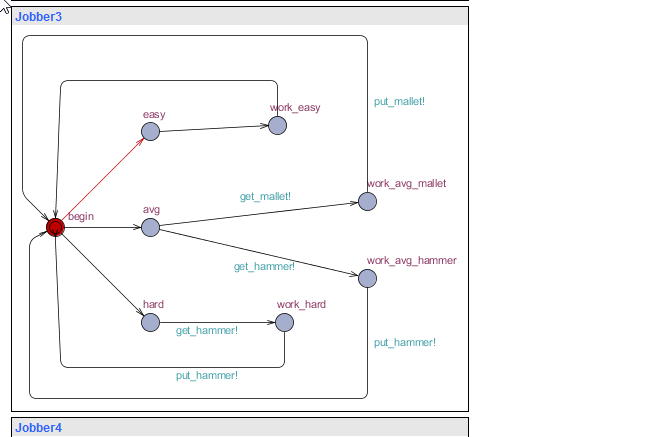 Jobber3
put_mallet!
easy
work_easy
work_avg_mallet
get_mallet!
avg
begin
work_avg_hammer
get_hammer!
hard
work_hard
get_hammer!
put_hammer!
put_hammer!
Jobber4